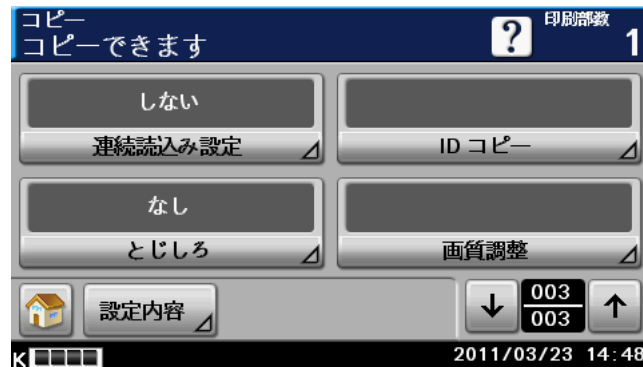 コピー
コピーできます
? 印刷部数
1
しない
連続読込み設定
IDコピー
なし
とじしろ
画質調整
設定内容
↓ 003 ↑
003
K 2011/03/23 14:48